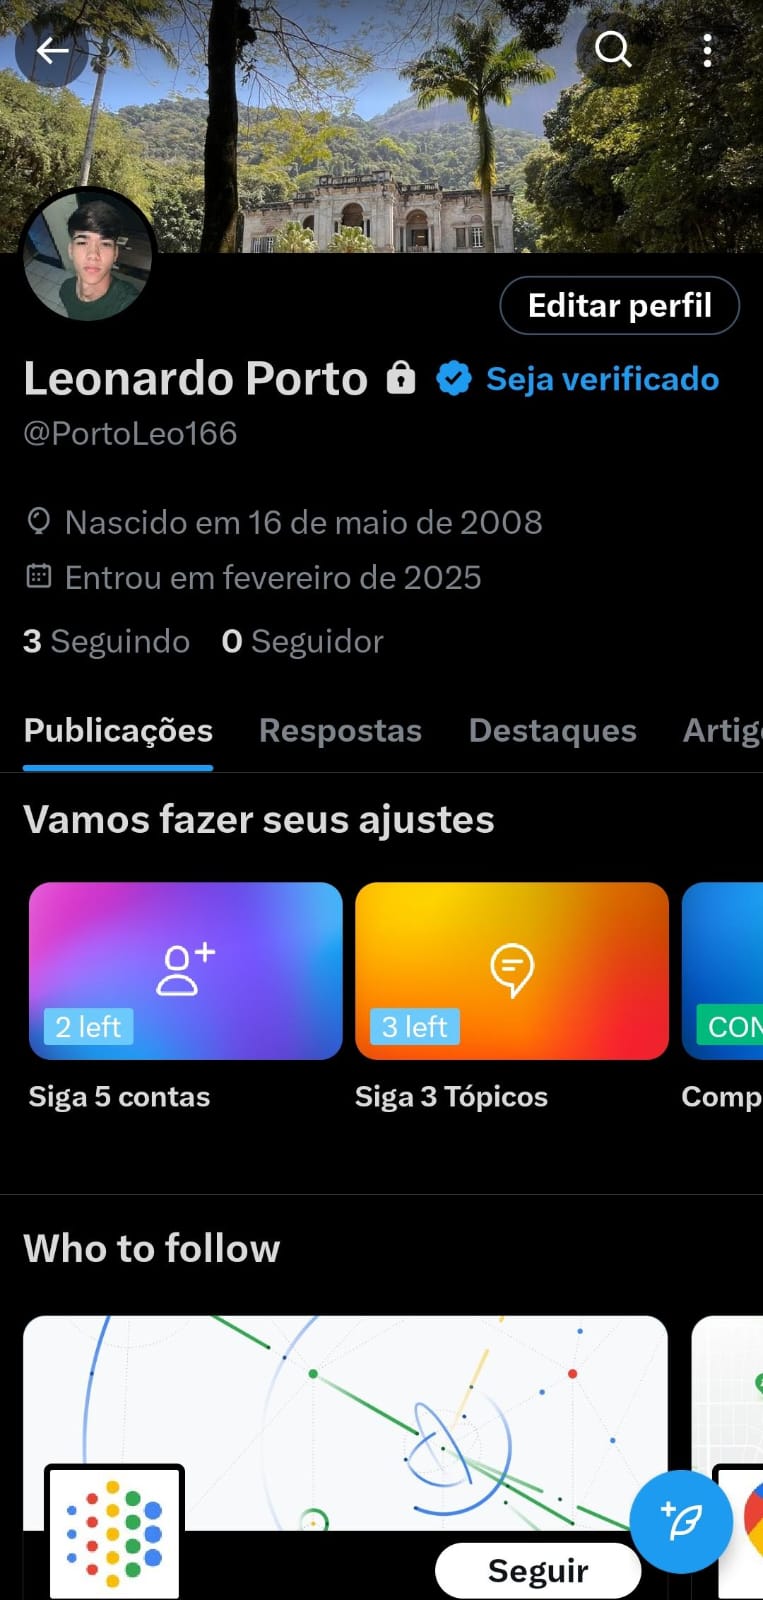 Editar perfil
Leonardo Porto Seja verificado
@PortoLeo166
Nascido em 16 de maio de 2008
Entrou em fevereiro de 2025
3 Seguindo 0 Seguidor
Publicações Respostas Destaques Artig
Vamos fazer seus ajustes
2 left 3 left CON
Siga 5 contas Siga 3 Tópicos Comp
Who to follow
Seguir